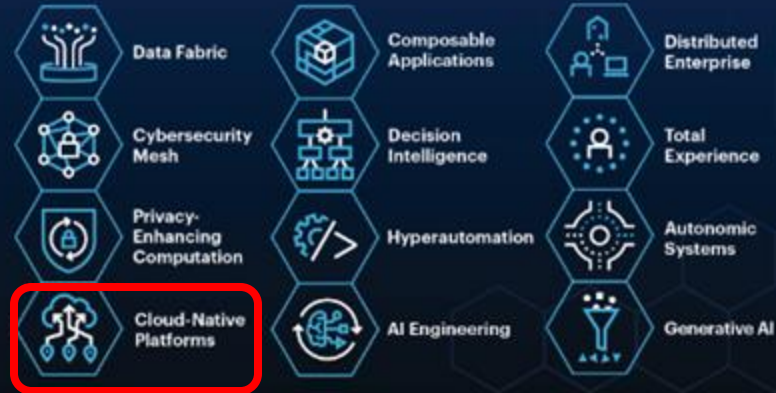 Data Fabric
Composable
Applications
Distributed
Enterprise
Cybersecurity
Mesh
Decision
Intelligence
Total
Experience
Privacy-
Enhancing
Computation
Hyperautomation
Autonomic
Systems
Cloud-Native
Platforms
AI Engineering
Generative AI